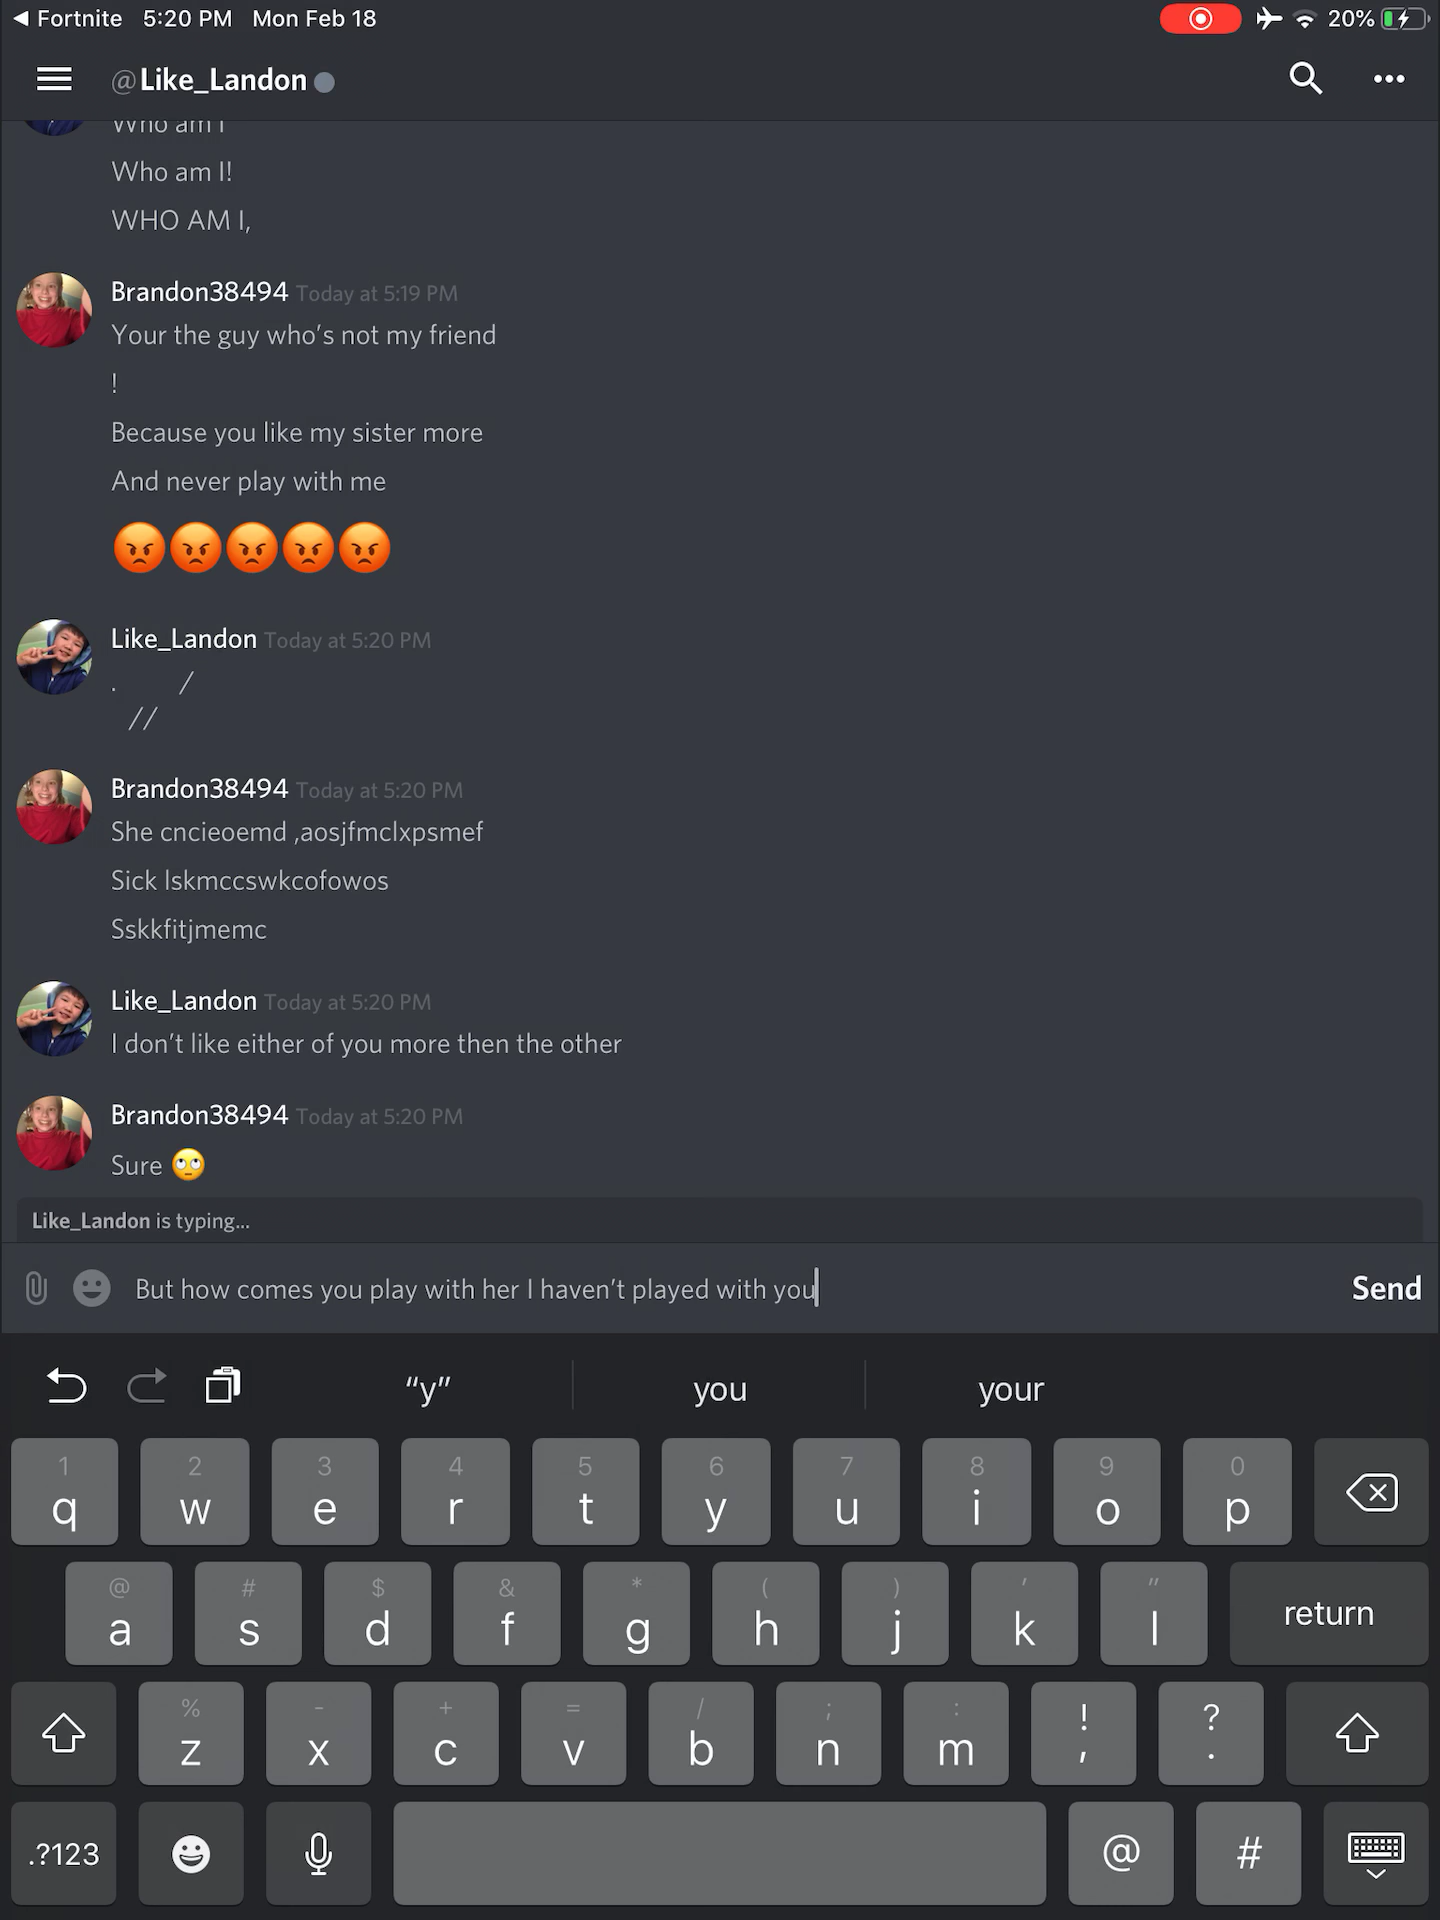 ◀ Fortnite 5:20 PM Mon Feb 18 20%
@Like_Landon
Who am I
Who am I!
WHO AM I,
Brandon38494 Today at 5:19 PM
Your the guy who’s not my friend
!
Because you like my sister more
And never play with me
😡😡😡😡😡
Like_Landon Today at 5:20 PM
. /
//
Brandon38494 Today at 5:20 PM
She cncieoemd ,aosjfmclxpsmef
Sick lskmccswkcofowos
Sskkfitjmemc
Like_Landon Today at 5:20 PM
I don’t like either of you more then the other
Brandon38494 Today at 5:20 PM
Sure 🙄
Like_Landon is typing...
But how comes you play with her I haven’t played with you Send
“y” you your
1 2 3 4 5 6 7 8 9 0
q w e r t y u i o p
@ # $ & * ( ) ' "
a s d f g h j k l return
% - + = / ; : ! ?
z x c v b n m , .
.?123 @ #